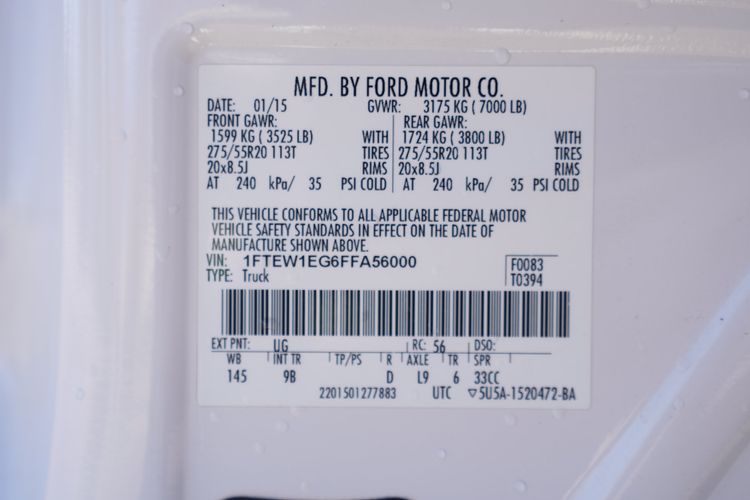 MFD. BY FORD MOTOR CO.
DATE: 01/15 GVWR: 3175 KG ( 7000 LB)
FRONT GAWR: REAR GAWR:
1599 KG ( 3525 LB) WITH 1724 KG ( 3800 LB) WITH
275/55R20 113T TIRES 275/55R20 113T TIRES
20x8.5J RIMS 20x8.5J RIMS
AT 240 kPa/ 35 PSI COLD AT 240 kPa/ 35 PSI COLD
THIS VEHICLE CONFORMS TO ALL APPLICABLE FEDERAL MOTOR
VEHICLE SAFETY STANDARDS IN EFFECT ON THE DATE OF
MANUFACTURE SHOWN ABOVE.
VIN: 1FTEW1EG6FFA56000 F0083
TYPE: Truck T0394
EXT PNT: UG RC: 56 DSO:
WB INT TR TP/PS R AXLE TR SPR
145 9B D L9 6 33CC
2201501277883 UTC ▽5U5A-1520472-BA